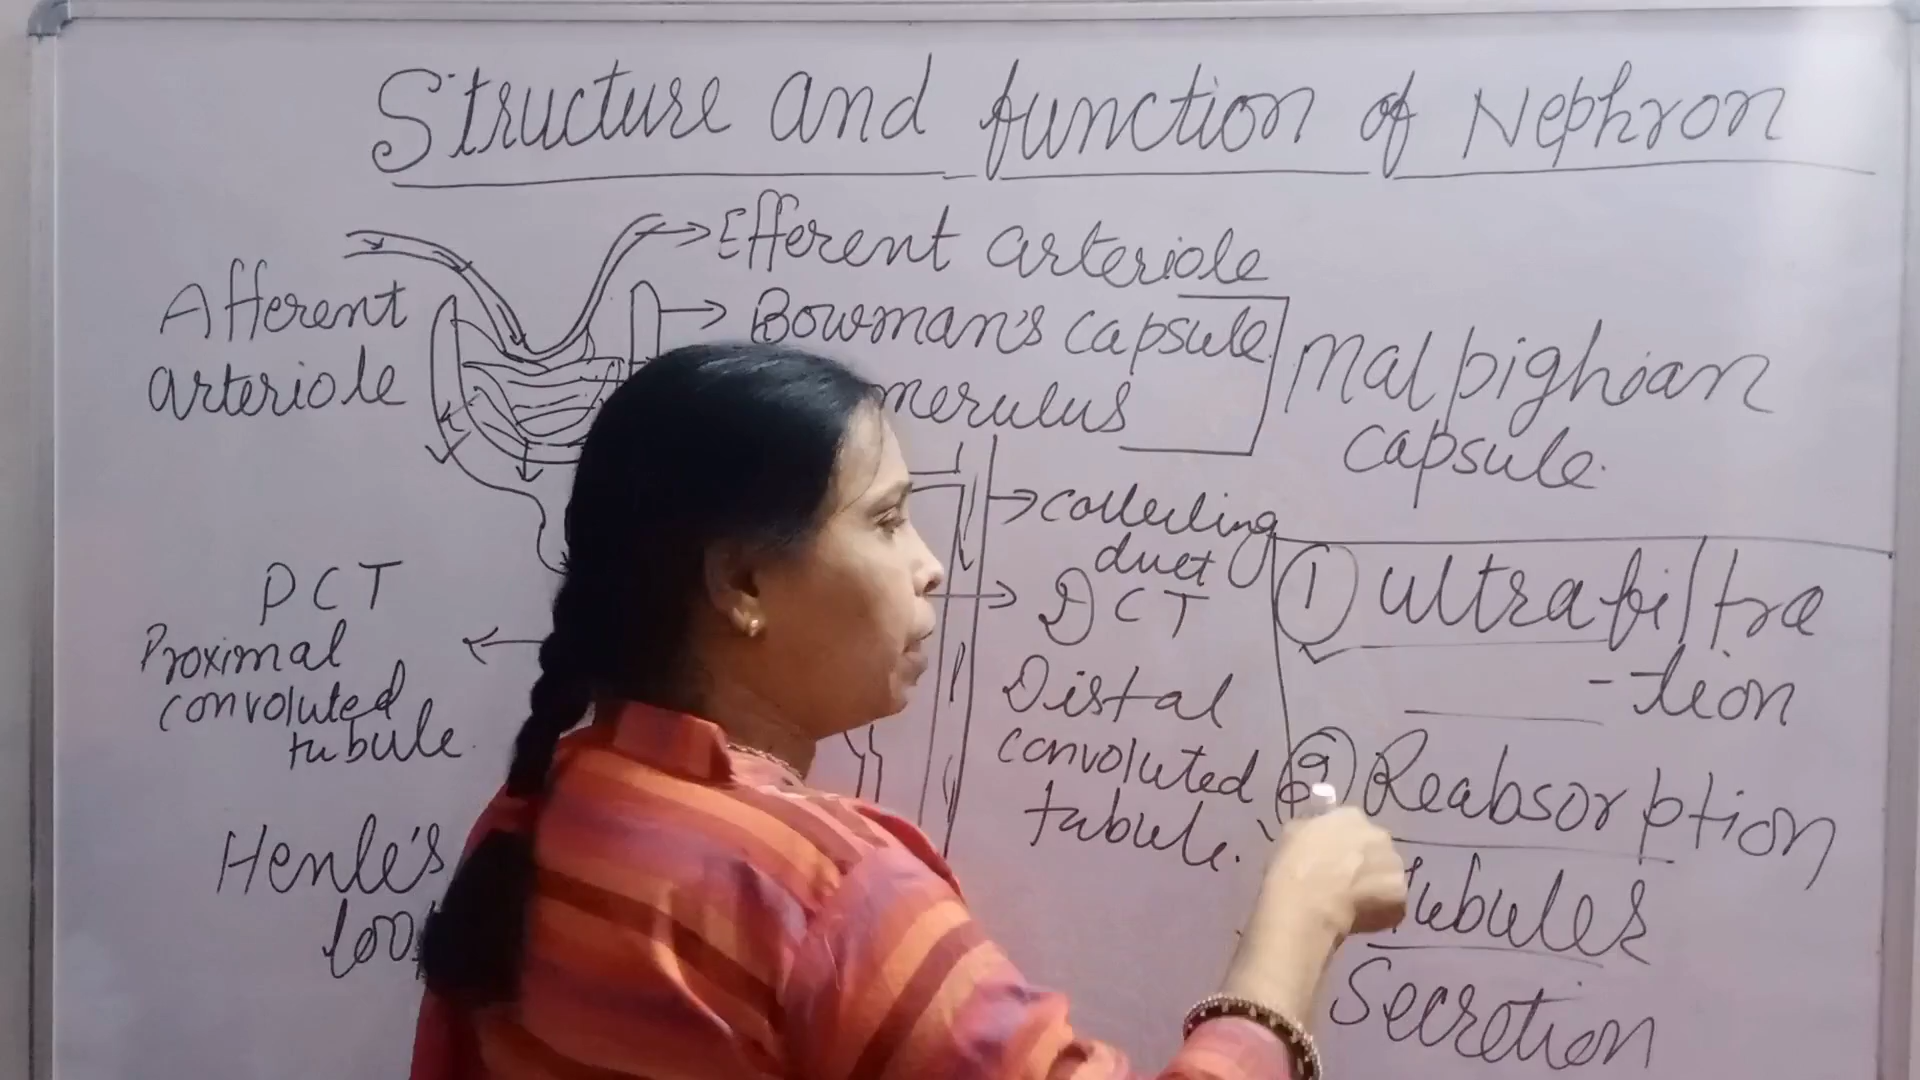 Structure and function of Nephron
Efferent arteriole
Afferent
arteriole
Bowman's capsule
merulus
Malpighian
capsule.
collecting
duct
PCT
Proximal
convoluted
tubule.
DCT
Distal
convoluted
tubule.
Henle's
loo
1 Ultrafiltra
-tion
2 Reabsorption
Tubules
Secretion